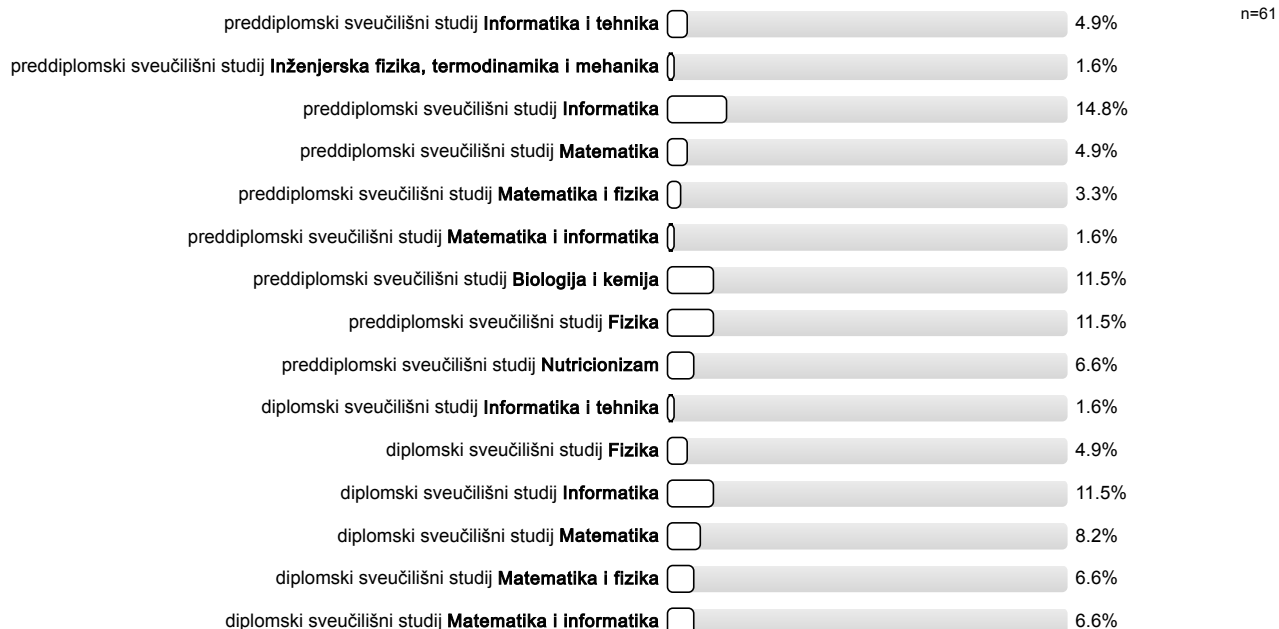 preddiplomski sveučilišni studij Informatika i tehnika 4.9% n=61
preddiplomski sveučilišni studij Inženjerska fizika, termodinamika i mehanika 1.6%
preddiplomski sveučilišni studij Informatika 14.8%
preddiplomski sveučilišni studij Matematika 4.9%
preddiplomski sveučilišni studij Matematika i fizika 3.3%
preddiplomski sveučilišni studij Matematika i informatika 1.6%
preddiplomski sveučilišni studij Biologija i kemija 11.5%
preddiplomski sveučilišni studij Fizika 11.5%
preddiplomski sveučilišni studij Nutricionizam 6.6%
diplomski sveučilišni studij Informatika i tehnika 1.6%
diplomski sveučilišni studij Fizika 4.9%
diplomski sveučilišni studij Informatika 11.5%
diplomski sveučilišni studij Matematika 8.2%
diplomski sveučilišni studij Matematika i fizika 6.6%
diplomski sveučilišni studij Matematika i informatika 6.6%